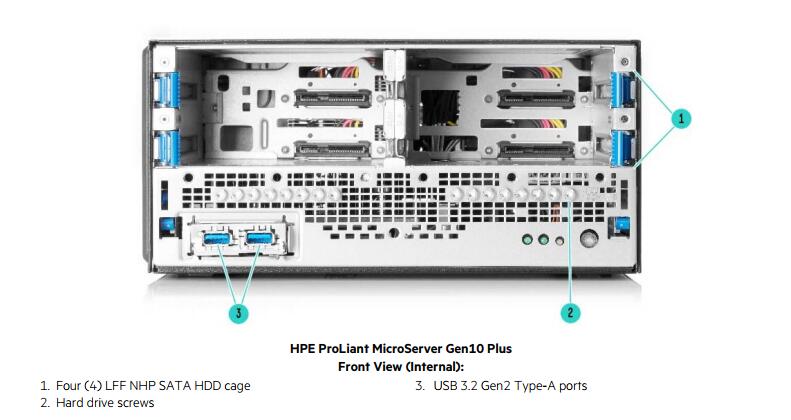 1
3
2
HPE ProLiant MicroServer Gen10 Plus
Front View (Internal):
1. Four (4) LFF NHP SATA HDD cage
2. Hard drive screws
3. USB 3.2 Gen2 Type-A ports